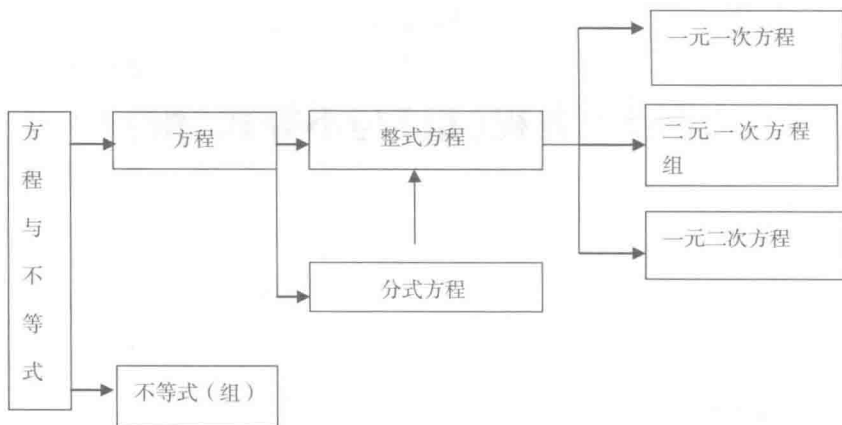 方程与不等式
方程
整式方程
分式方程
不等式（组）
一元一次方程
三元一次方程
组
一元二次方程